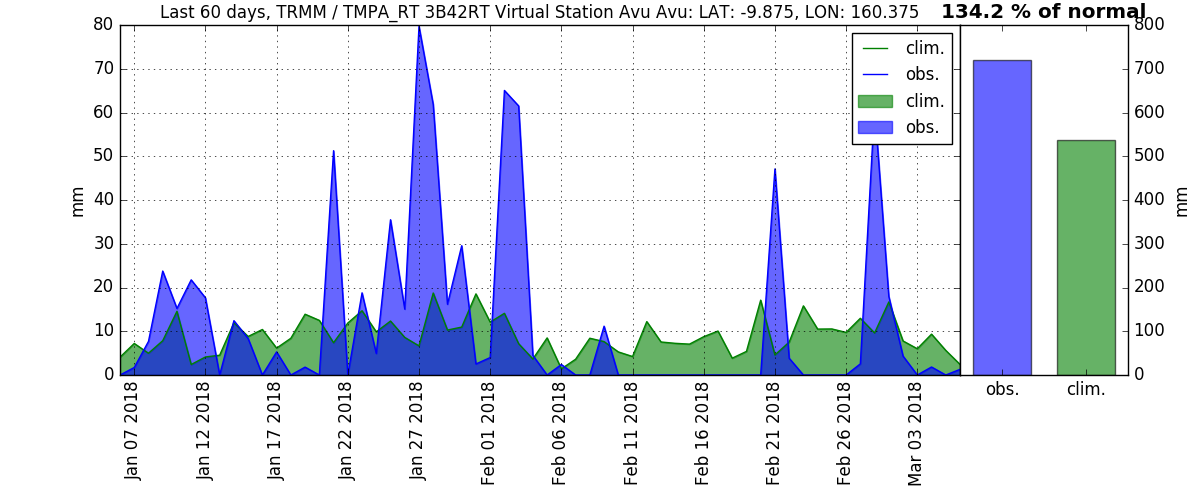 Last 60 days, TRMM / TMPA_RT 3B42RT Virtual Station Avu Avu: LAT: -9.875, LON: 160.375
134.2 % of normal
80
70
60
50
40
30
20
10
0
mm
clim.
obs.
clim.
obs.
Jan 07 2018
Jan 12 2018
Jan 17 2018
Jan 22 2018
Jan 27 2018
Feb 01 2018
Feb 06 2018
Feb 11 2018
Feb 16 2018
Feb 21 2018
Feb 26 2018
Mar 03 2018
800
700
600
500
400
300
200
100
0
mm
obs.
clim.